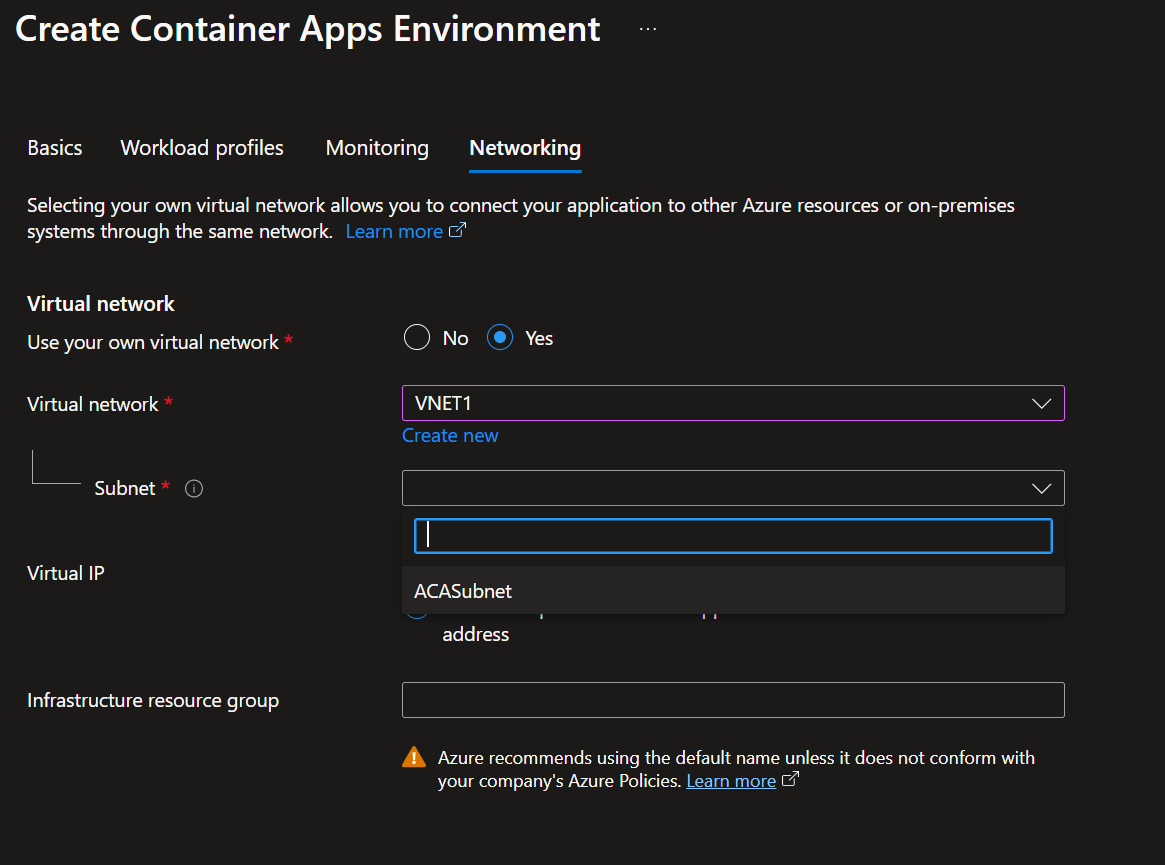 Create Container Apps Environment ...
Basics Workload profiles Monitoring Networking
Selecting your own virtual network allows you to connect your application to other Azure resources or on-premises
systems through the same network. Learn more
Virtual network
Use your own virtual network * No Yes
Virtual network * VNET1
Create new
Subnet *
ACASubnet
Virtual IP
address
Infrastructure resource group
Azure recommends using the default name unless it does not conform with
your company's Azure Policies. Learn more